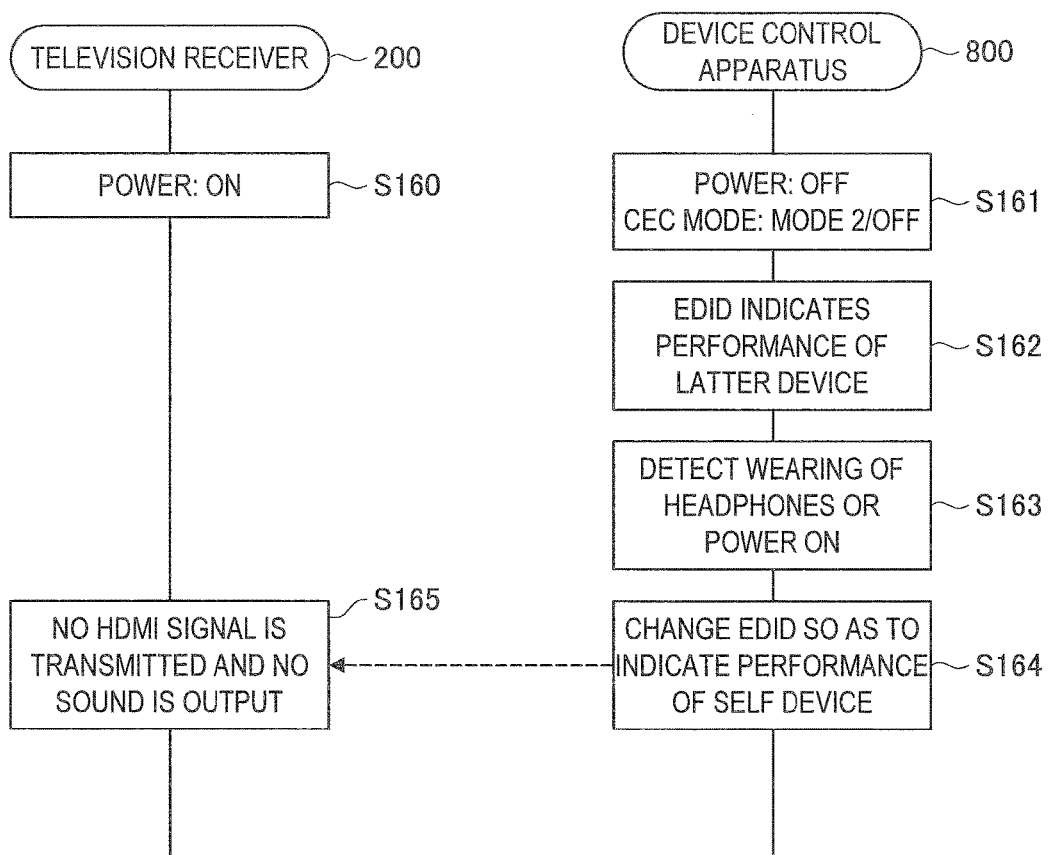 TELEVISION RECEIVER
200
DEVICE CONTROL
APPARATUS
800
POWER: ON
S160
POWER: OFF
CEC MODE: MODE 2/OFF
S161
EDID INDICATES
PERFORMANCE OF
LATTER DEVICE
S162
DETECT WEARING OF
HEADPHONES OR
POWER ON
S163
NO HDMI SIGNAL IS
TRANSMITTED AND NO
SOUND IS OUTPUT
S165
CHANGE EDID SO AS TO
INDICATE PERFORMANCE
OF SELF DEVICE
S164